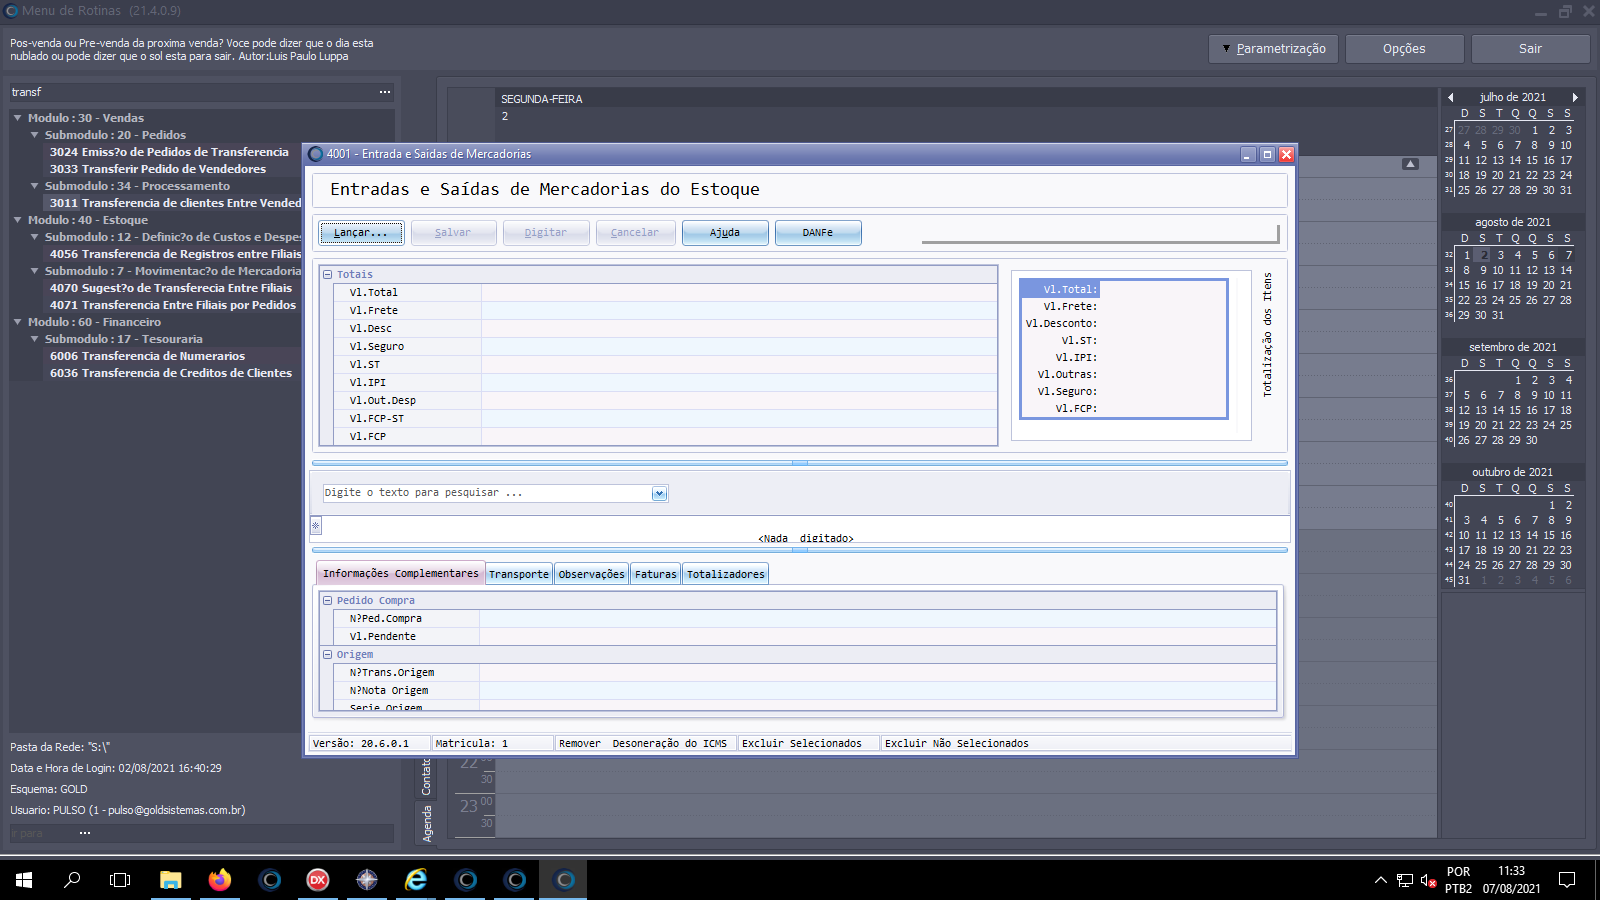 Menu de Rotinas  (21.4.0.9)
Pos-venda ou Pre-venda da proxima venda? Voce pode dizer que o dia esta
nublado ou pode dizer que o sol esta para sair. Autor:Luis Paulo Luppa
Parametrização
Opções
Sair
transf
...
Modulo : 30 - Vendas
Submodulo : 20 - Pedidos
3024 Emiss?o de Pedidos de Transferencia
3033 Transferir Pedido de Vendedores
Submodulo : 34 - Processamento
3011 Transferencia de clientes Entre Vended
Modulo : 40 - Estoque
Submodulo : 12 - Definic?o de Custos e Despes
4056 Transferencia de Registros entre Filiais
Submodulo : 7 - Movimentac?o de Mercadoria
4070 Sugest?o de Transferecia Entre Filiais
4071 Transferencia Entre Filiais por Pedidos
Modulo : 60 - Financeiro
Submodulo : 17 - Tesouraria
6006 Transferencia de Numerarios
6036 Transferencia de Creditos de Clientes
Pasta da Rede: "S:\"
Data e Hora de Login: 02/08/2021 16:40:29
Esquema: GOLD
Usuario: PULSO (1 - pulso@goldsistemas.com.br)
ir para
...
SEGUNDA-FEIRA
2
4001 - Entrada e Saidas de Mercadorias
Entradas e Saídas de Mercadorias do Estoque
Lançar...
Salvar
Digitar
Cancelar
Ajuda
DANFe
Totais
Vl.Total
Vl.Frete
Vl.Desc
Vl.Seguro
Vl.ST
Vl.IPI
Vl.Out.Desp
Vl.FCP-ST
Vl.FCP
Vl.Total:
Vl.Frete:
Vl.Desconto:
Vl.ST:
Vl.IPI:
Vl.Outras:
Vl.Seguro:
Vl.FCP:
Totalização dos Itens
Digite o texto para pesquisar ...
<Nada  digitado>
Informações Complementares
Transporte
Observações
Faturas
Totalizadores
Pedido Compra
N?Ped.Compra
Vl.Pendente
Origem
N?Trans.Origem
N?Nota Origem
Serie Origem
Versão: 20.6.0.1
Matricula: 1
Remover  Desoneração do ICMS
Excluir Selecionados
Excluir Não Selecionados
Contato
Agenda
22 00
30
23 00
30
julho de 2021
D S T Q Q S S
27 27 28 29 30 1 2 3
28 4 5 6 7 8 9 10
29 11 12 13 14 15 16 17
30 18 19 20 21 22 23 24
31 25 26 27 28 29 30 31
agosto de 2021
D S T Q Q S S
32 1 2 3 4 5 6 7
33 8 9 10 11 12 13 14
34 15 16 17 18 19 20 21
35 22 23 24 25 26 27 28
36 29 30 31
setembro de 2021
D S T Q Q S S
36 1 2 3 4
37 5 6 7 8 9 10 11
38 12 13 14 15 16 17 18
39 19 20 21 22 23 24 25
40 26 27 28 29 30
outubro de 2021
D S T Q Q S S
40 1 2
41 3 4 5 6 7 8 9
42 10 11 12 13 14 15 16
43 17 18 19 20 21 22 23
44 24 25 26 27 28 29 30
45 31 1 2 3 4 5 6
DX
POR
PTB2
11:33
07/08/2021